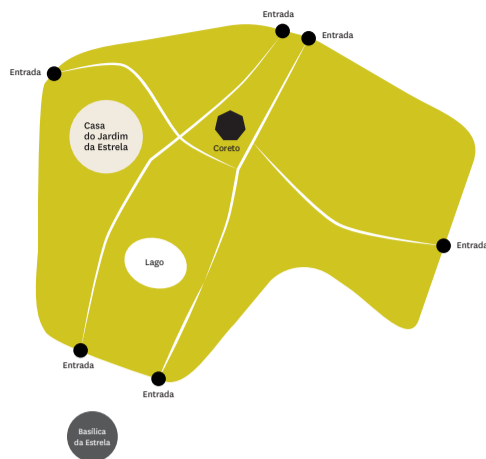 Entrada
Entrada
Entrada
Casa
do Jardim
da Estrela
Coreto
Entrada
Lago
Entrada
Entrada
Basílica
da Estrela